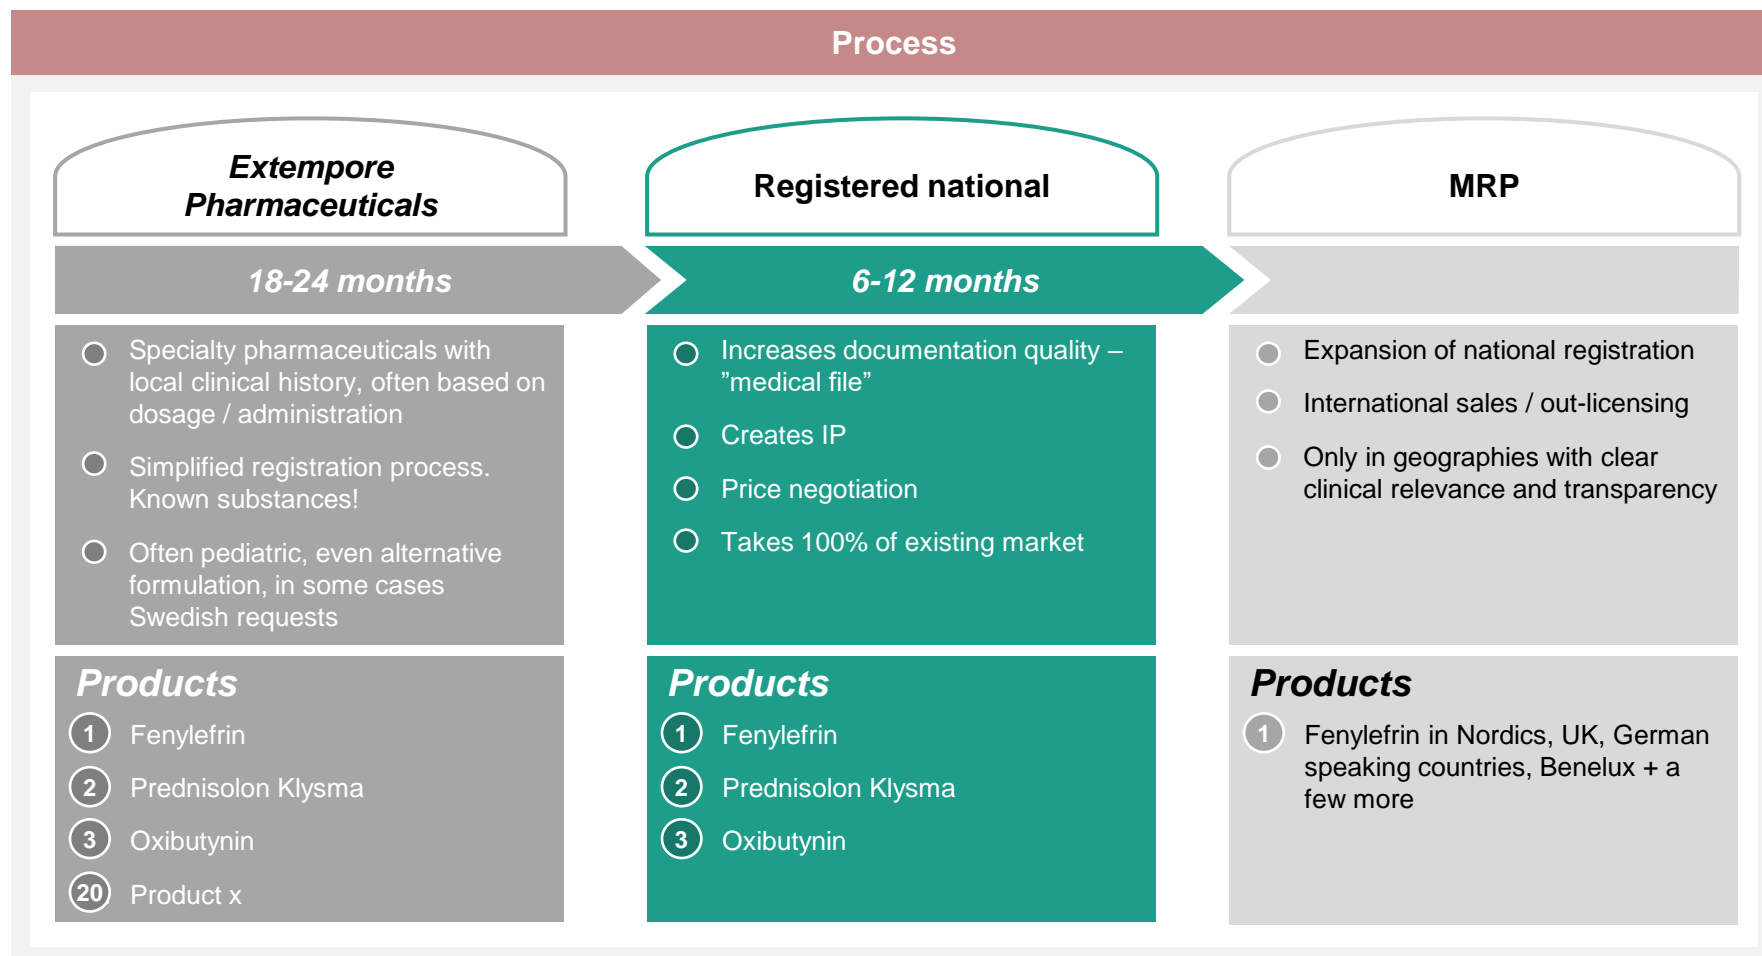 Process
Extempore
Pharmaceuticals
18-24 months
Specialty pharmaceuticals with
local clinical history, often based on
dosage / administration
Simplified registration process.
Known substances!
Often pediatric, even alternative
formulation, in some cases
Swedish requests
Products
1 Fenylefrin
2 Prednisolon Klysma
3 Oxibutynin
20 Product x
Registered national
6-12 months
Increases documentation quality –
”medical file”
Creates IP
Price negotiation
Takes 100% of existing market
Products
1 Fenylefrin
2 Prednisolon Klysma
3 Oxibutynin
MRP
Expansion of national registration
International sales / out-licensing
Only in geographies with clear
clinical relevance and transparency
Products
1 Fenylefrin in Nordics, UK, German
speaking countries, Benelux + a
few more